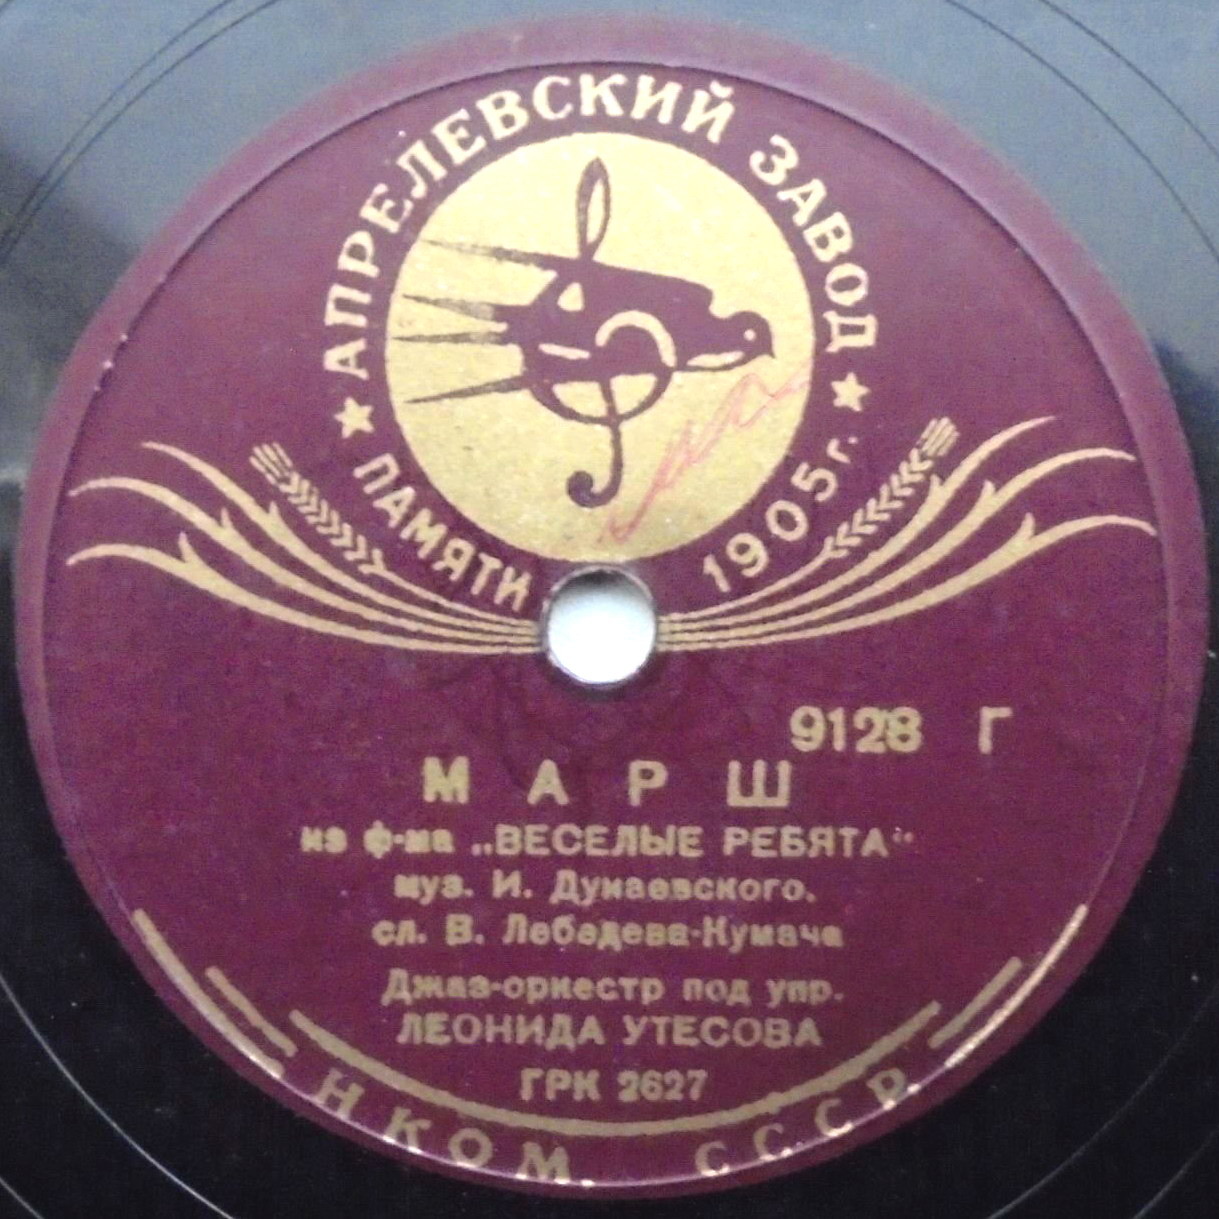 АПРЕЛЕВСКИЙ ЗАВОД
★ ПАМЯТИ 1905 г. ★
9128 Г
МАРШ
из ф-ма „ВЕСЕЛЫЕ РЕБЯТА“
муз. И. Дунаевского.
сл. В. Лебедева-Кумача
Джаз-оркестр под упр.
ЛЕОНИДА УТЕСОВА
ГРК 2627
НКОМ СССР